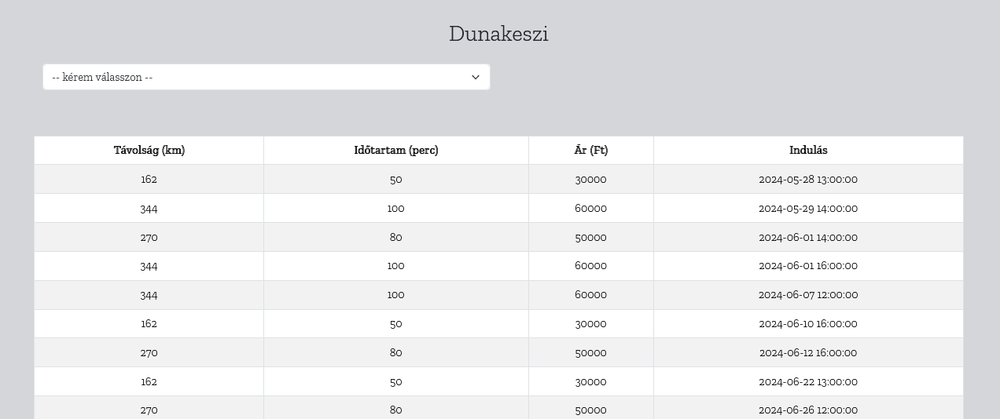 Dunakeszi
-- kérem válasszon --
Távolság (km) Időtartam (perc) Ár (Ft) Indulás
162 50 30000 2024-05-28 13:00:00
344 100 60000 2024-05-29 14:00:00
270 80 50000 2024-06-01 14:00:00
344 100 60000 2024-06-01 16:00:00
344 100 60000 2024-06-07 12:00:00
162 50 30000 2024-06-10 16:00:00
270 80 50000 2024-06-12 16:00:00
162 50 30000 2024-06-22 13:00:00
270 80 50000 2024-06-26 12:00:00